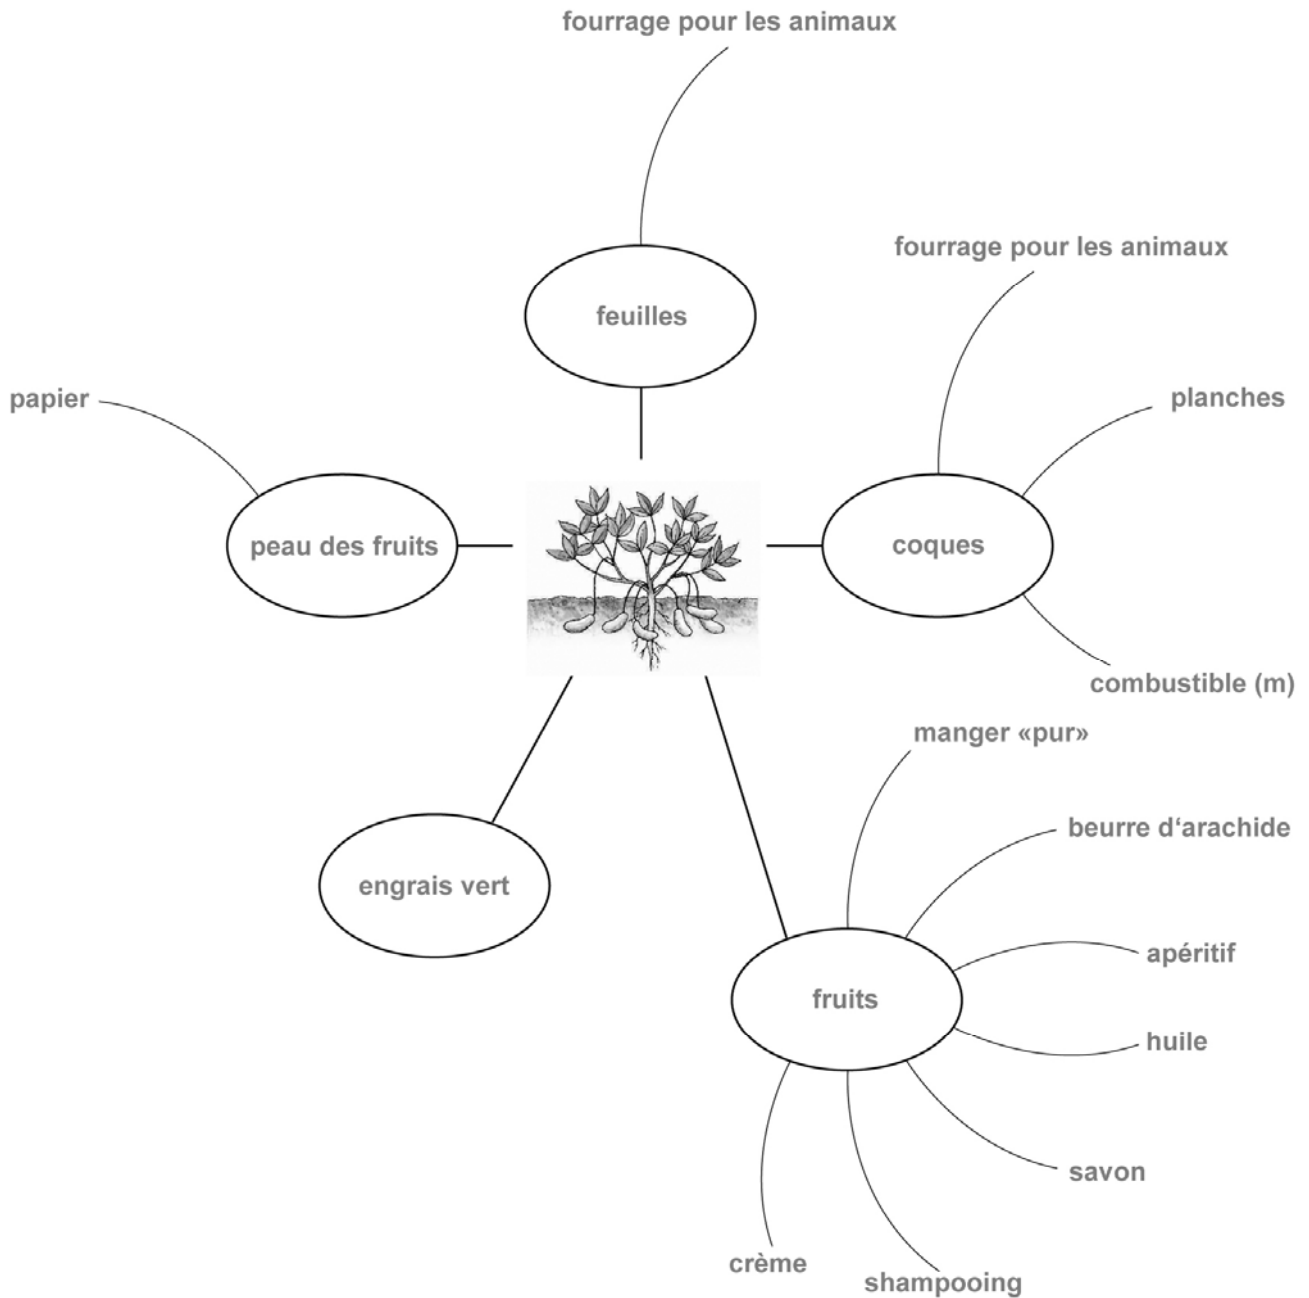 fourrage pour les animaux
fourrage pour les animaux
feuilles
papier
planches
peau des fruits
coques
combustible (m)
manger «pur»
beurre d‘arachide
engrais vert
apéritif
fruits
huile
savon
crème
shampooing